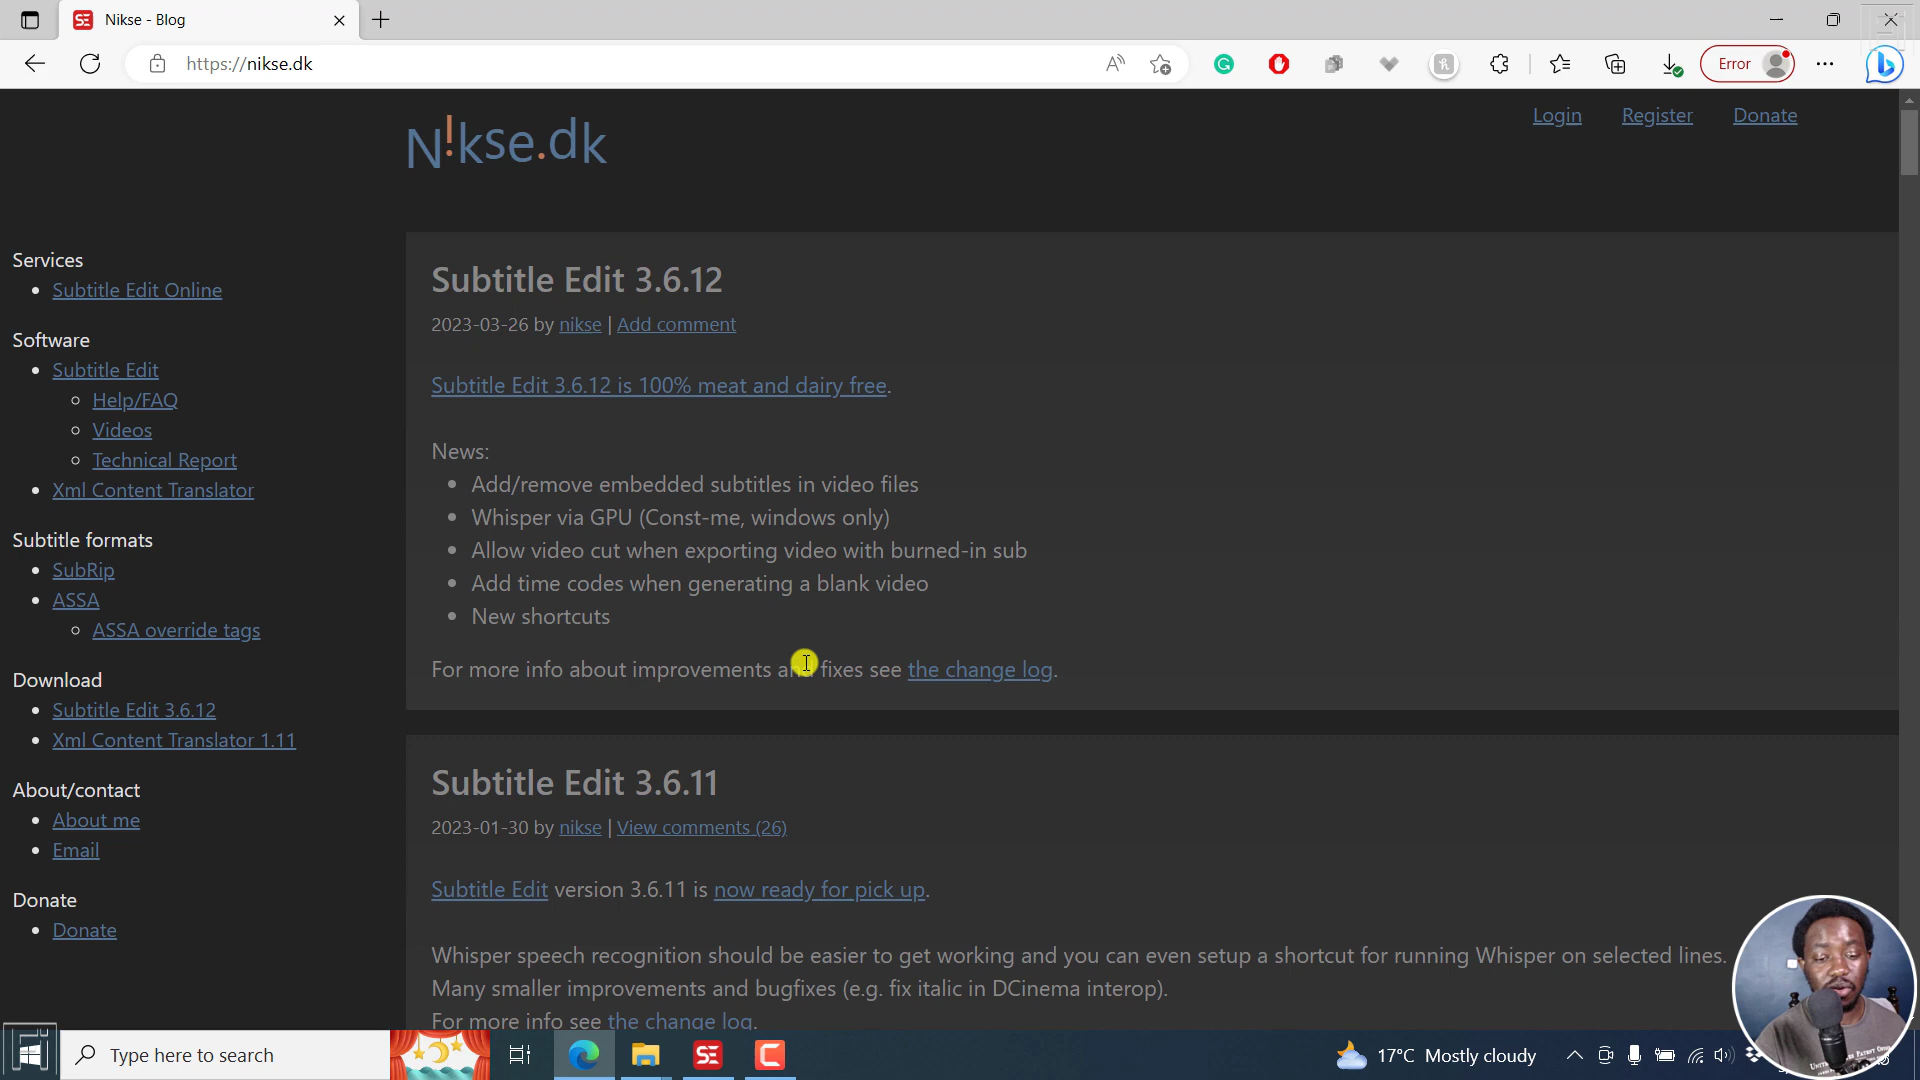 Nikse - Blog
https://nikse.dk
Error
N!kse.dk
Login Register Donate
Services
Subtitle Edit Online
Software
Subtitle Edit
Help/FAQ
Videos
Technical Report
Xml Content Translator
Subtitle formats
SubRip
ASSA
ASSA override tags
Download
Subtitle Edit 3.6.12
Xml Content Translator 1.11
About/contact
About me
Email
Donate
Donate
Subtitle Edit 3.6.12
2023-03-26 by nikse | Add comment
Subtitle Edit 3.6.12 is 100% meat and dairy free.
News:
Add/remove embedded subtitles in video files
Whisper via GPU (Const-me, windows only)
Allow video cut when exporting video with burned-in sub
Add time codes when generating a blank video
New shortcuts
For more info about improvements and fixes see the change log.
Subtitle Edit 3.6.11
2023-01-30 by nikse | View comments (26)
Subtitle Edit version 3.6.11 is now ready for pick up.
Whisper speech recognition should be easier to get working and you can even setup a shortcut for running Whisper on selected lines.
Many smaller improvements and bugfixes (e.g. fix italic in DCinema interop).
For more info see the change log.
Type here to search
SE
17°C Mostly cloudy